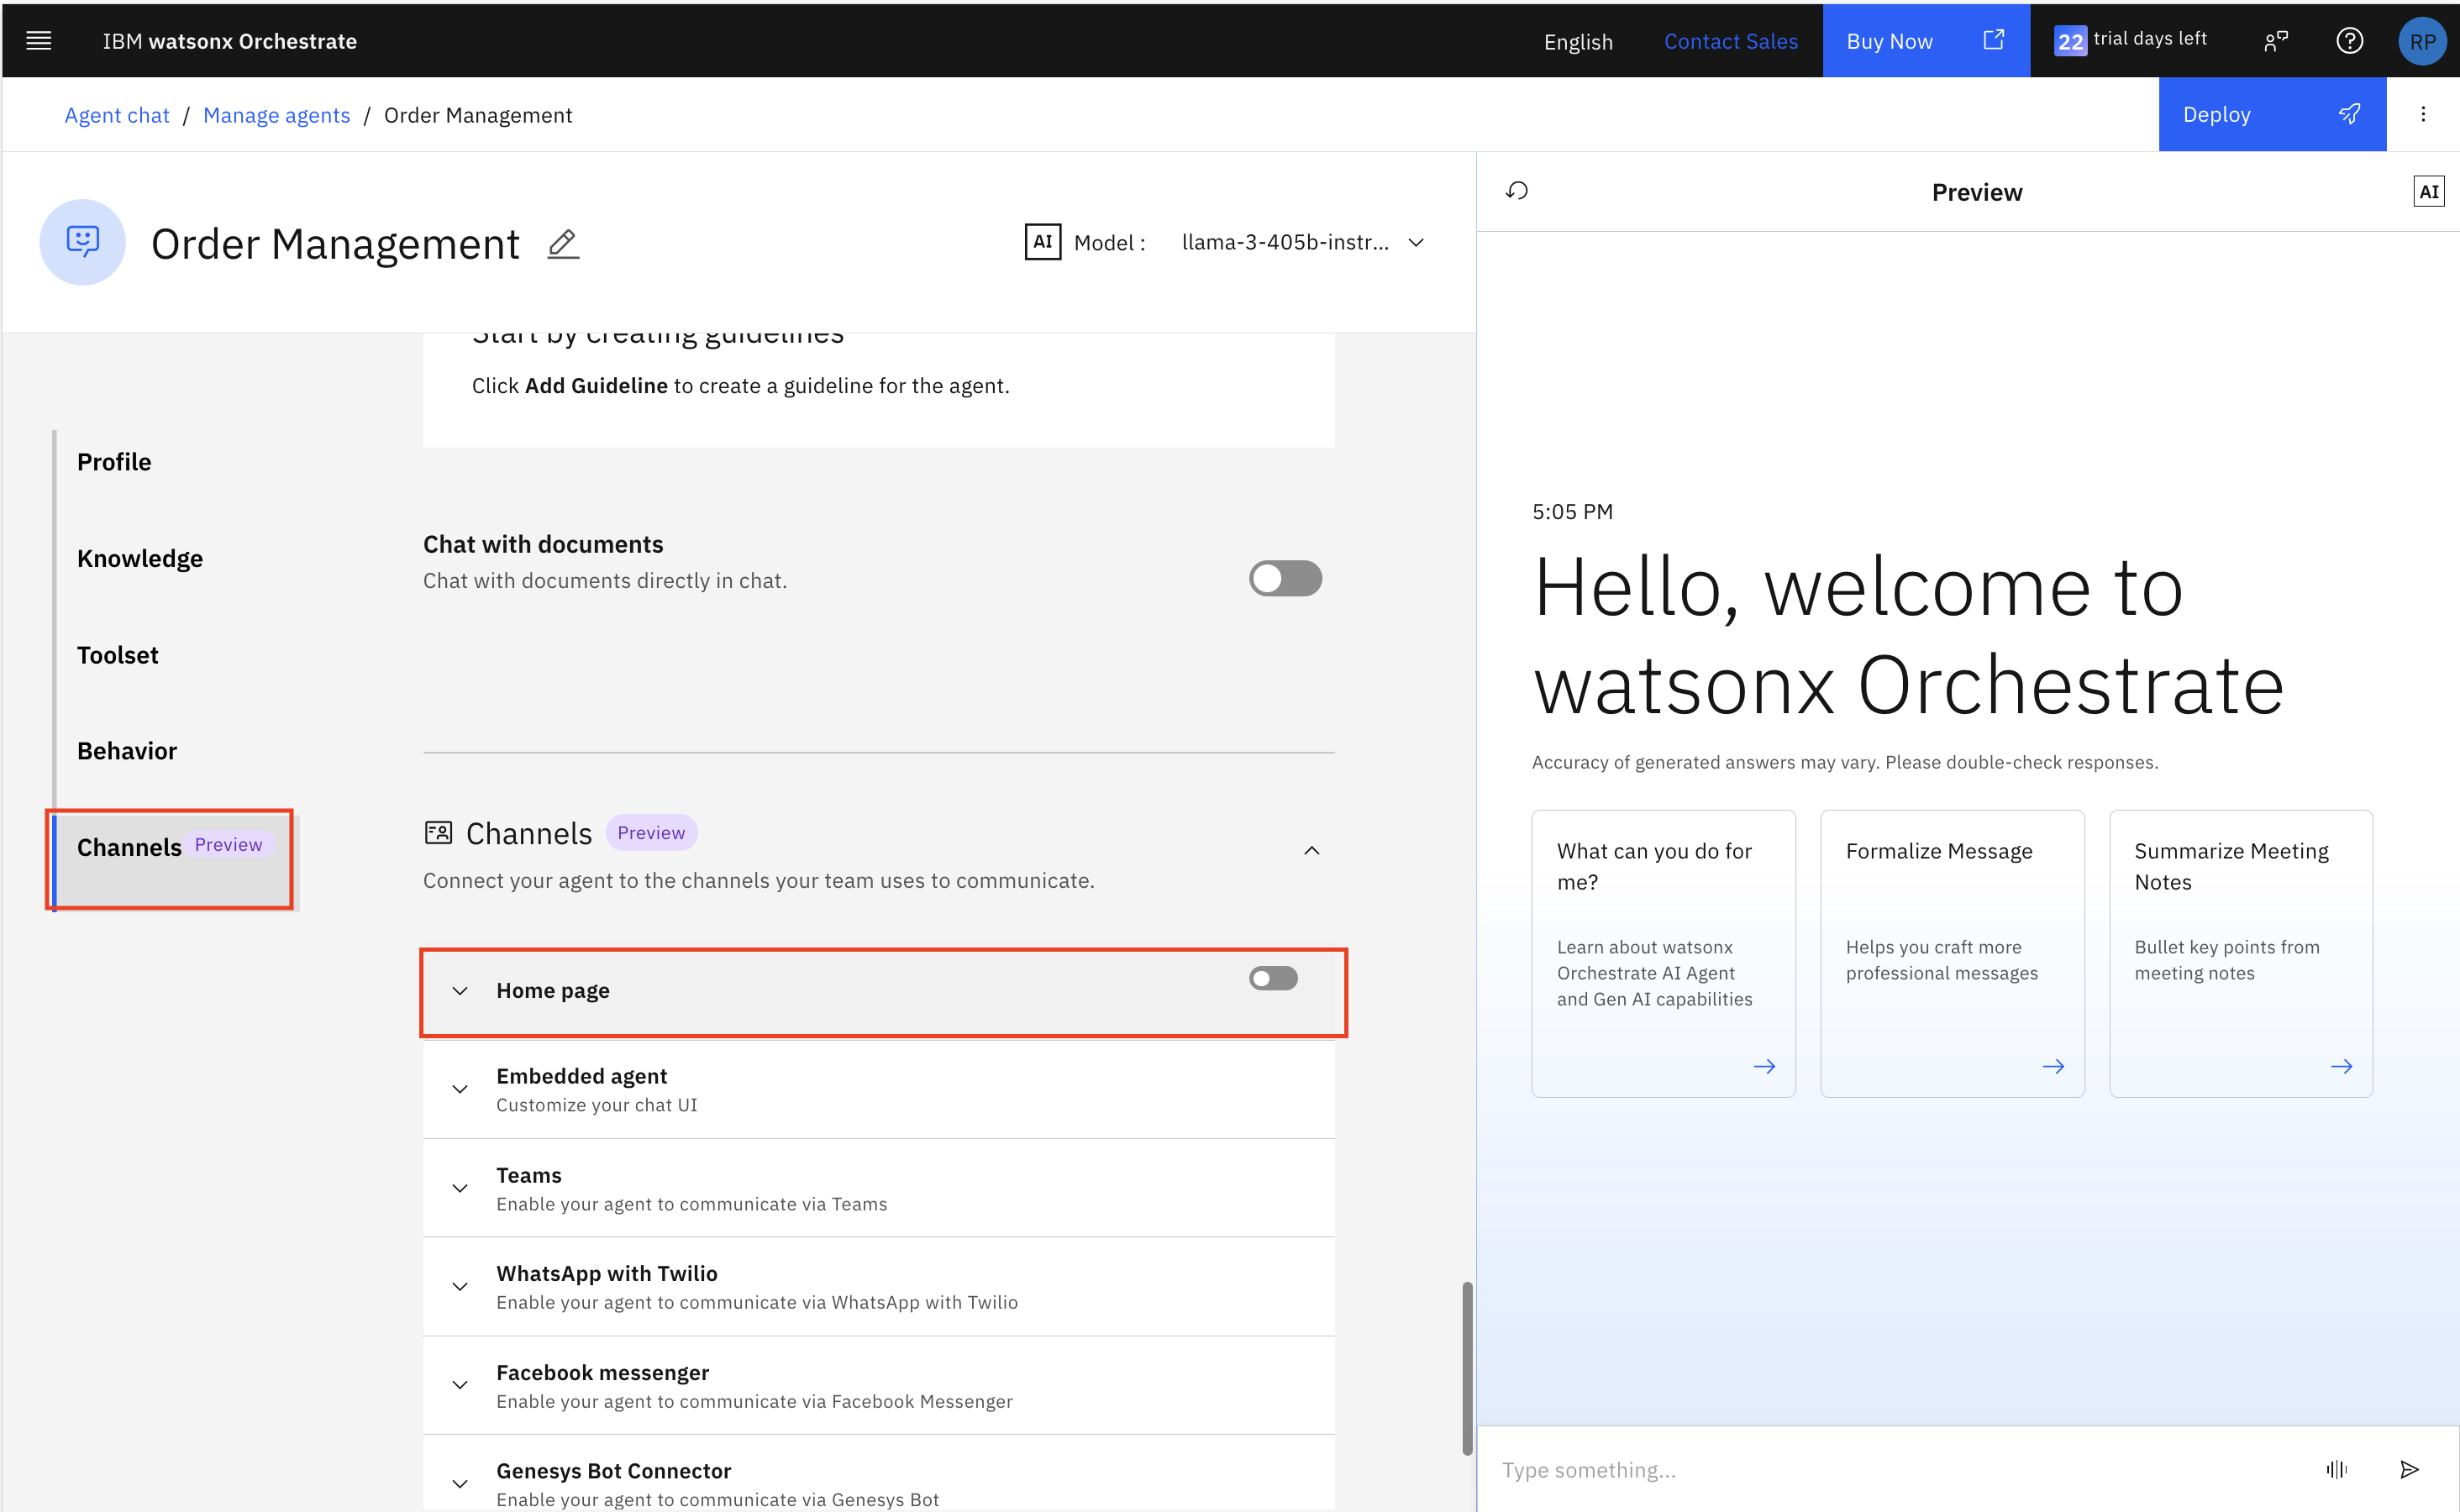 IBM watsonx Orchestrate
English
Contact Sales
Buy Now
22 trial days left
RP
Agent chat / Manage agents / Order Management
Deploy
Order Management
AI Model :
llama-3-405b-instr...
Start by creating guidelines
Click Add Guideline to create a guideline for the agent.
Profile
Knowledge
Toolset
Behavior
Channels Preview
Chat with documents
Chat with documents directly in chat.
Channels Preview
Connect your agent to the channels your team uses to communicate.
Home page
Embedded agent
Customize your chat UI
Teams
Enable your agent to communicate via Teams
WhatsApp with Twilio
Enable your agent to communicate via WhatsApp with Twilio
Facebook messenger
Enable your agent to communicate via Facebook Messenger
Genesys Bot Connector
Enable your agent to communicate via Genesys Bot
Preview
AI
5:05 PM
Hello, welcome to
watsonx Orchestrate
Accuracy of generated answers may vary. Please double-check responses.
What can you do for
me?
Learn about watsonx
Orchestrate AI Agent
and Gen AI capabilities
Formalize Message
Helps you craft more
professional messages
Summarize Meeting
Notes
Bullet key points from
meeting notes
Type something...